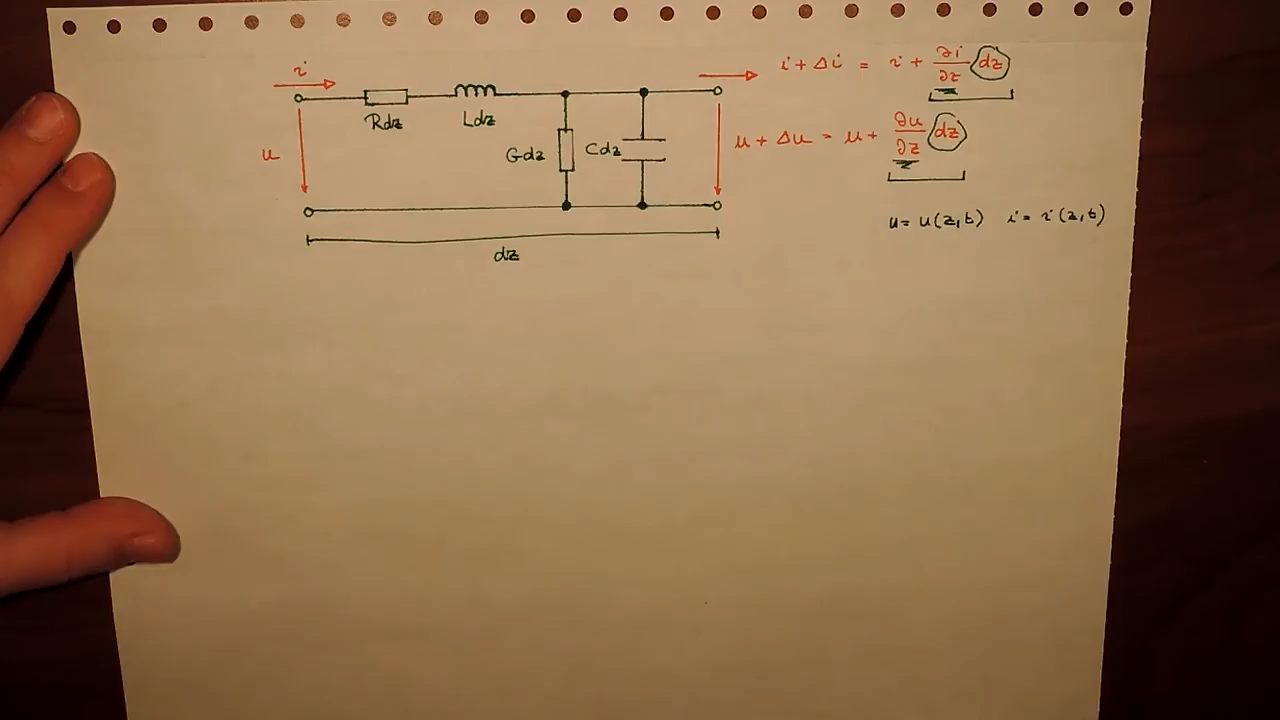 i
i + Δi = i + ∂i/∂z dz
Rdz Ldz
u Gdz Cdz u + Δu = u + ∂u/∂z dz
u = u(z,t) i = i(z,t)
dz